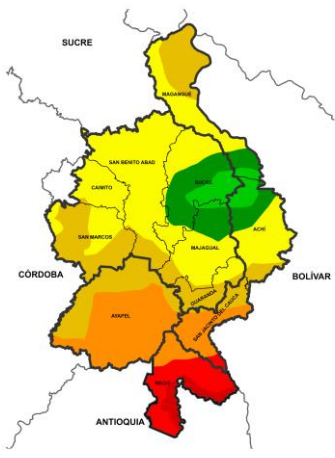 SUCRE
MAGANGUÉ
SAN BENITO ABAD
SUCRE
CAIMITO
ACHÍ
SAN MARCOS
MAJAGUAL
CÓRDOBA
BOLÍVAR
GUARANDA
AYAPEL
SAN JACINTO DEL CAUCA
NECHÍ
ANTIOQUIA